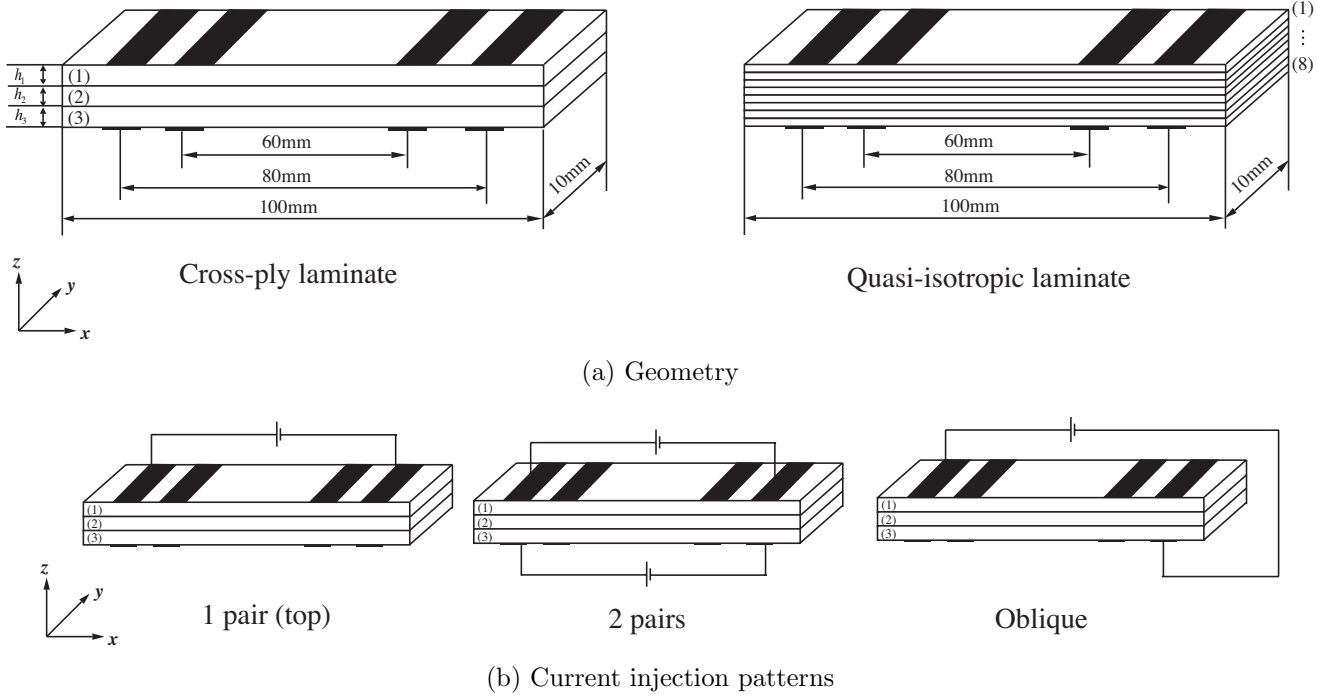 h₁
(1)
h₂
(2)
h₃
(3)
60mm
80mm
100mm
10mm
Cross-ply laminate
z
y
x
(1)
⋮
(8)
60mm
80mm
100mm
10mm
Quasi-isotropic laminate
(a) Geometry
(1)
(2)
(3)
1 pair (top)
z
y
x
(1)
(2)
(3)
2 pairs
(1)
(2)
(3)
Oblique
(b) Current injection patterns